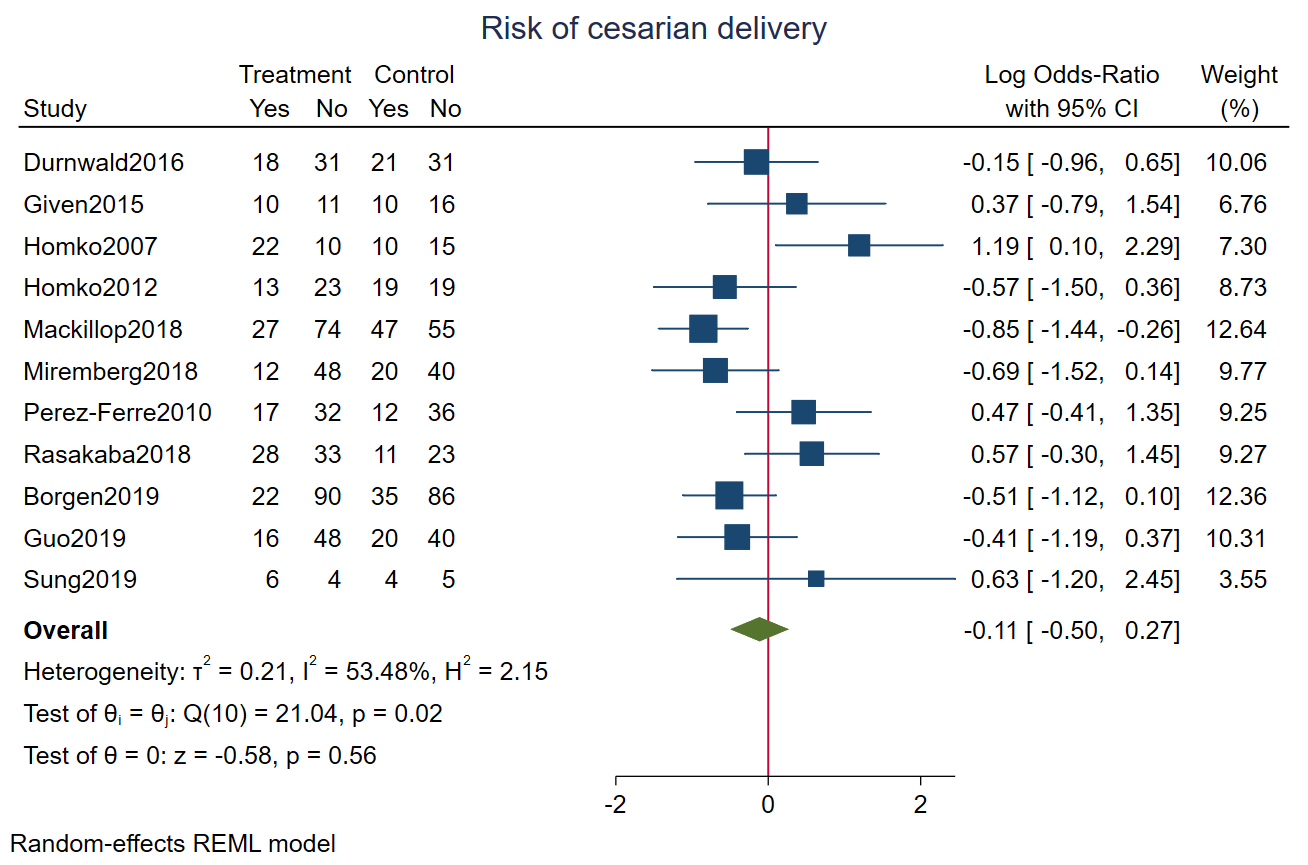 Risk of cesarian delivery
Treatment Control Log Odds-Ratio Weight
Study Yes No Yes No with 95% CI (%)
Durnwald2016 18 31 21 31 -0.15 [ -0.96, 0.65] 10.06
Given2015 10 11 10 16 0.37 [ -0.79, 1.54] 6.76
Homko2007 22 10 10 15 1.19 [ 0.10, 2.29] 7.30
Homko2012 13 23 19 19 -0.57 [ -1.50, 0.36] 8.73
Mackillop2018 27 74 47 55 -0.85 [ -1.44, -0.26] 12.64
Miremberg2018 12 48 20 40 -0.69 [ -1.52, 0.14] 9.77
Perez-Ferre2010 17 32 12 36 0.47 [ -0.41, 1.35] 9.25
Rasakaba2018 28 33 11 23 0.57 [ -0.30, 1.45] 9.27
Borgen2019 22 90 35 86 -0.51 [ -1.12, 0.10] 12.36
Guo2019 16 48 20 40 -0.41 [ -1.19, 0.37] 10.31
Sung2019 6 4 4 5 0.63 [ -1.20, 2.45] 3.55
Overall -0.11 [ -0.50, 0.27]
Heterogeneity: τ² = 0.21, I² = 53.48%, H² = 2.15
Test of θᵢ = θⱼ: Q(10) = 21.04, p = 0.02
Test of θ = 0: z = -0.58, p = 0.56
-2 0 2
Random-effects REML model